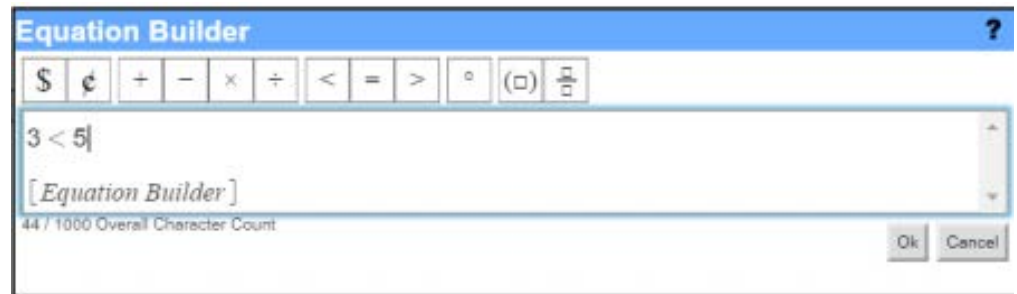 Equation Builder ?
$ ¢ + − × ÷ < = > ° (□) □/□
3 < 5
[Equation Builder]
44 / 1000 Overall Character Count
Ok Cancel